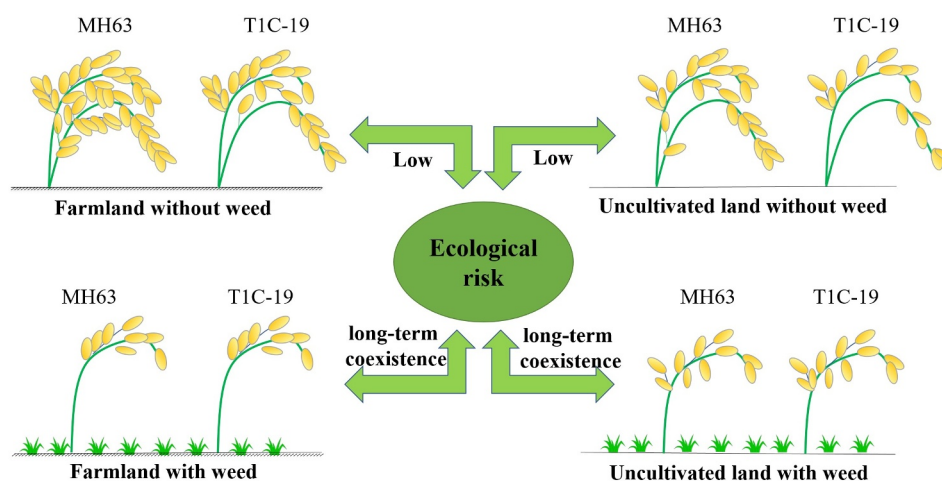 MH63
T1C-19
MH63
T1C-19
Low
Low
Farmland without weed
Uncultivated land without weed
Ecological
risk
MH63
T1C-19
MH63
T1C-19
long-term
coexistence
long-term
coexistence
Farmland with weed
Uncultivated land with weed